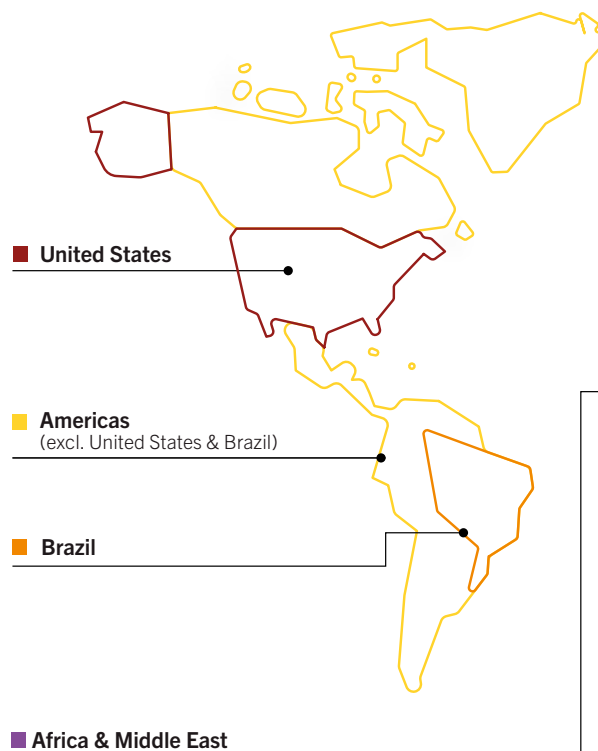 United States
Americas
(excl. United States & Brazil)
Brazil
Africa & Middle East